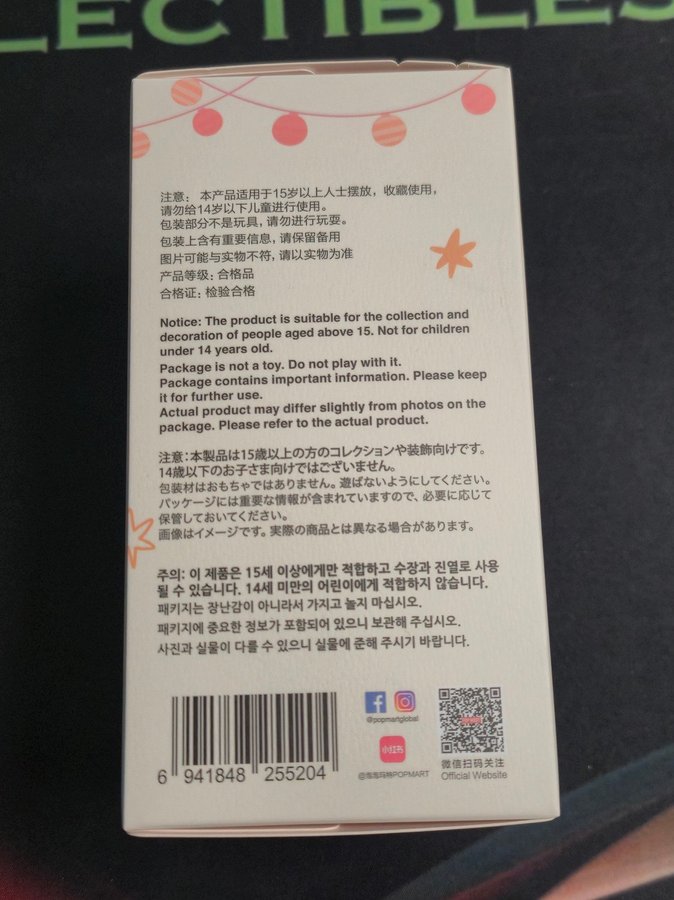 LECTIBLES
注意：本产品适用于15岁以上人士摆放，收藏使用，
请勿给14岁以下儿童进行使用。
包装部分不是玩具，请勿进行玩耍。
包装上含有重要信息，请保留备用
图片可能与实物不符，请以实物为准
产品等级：合格品
合格证：检验合格
Notice: The product is suitable for the collection and
decoration of people aged above 15. Not for children
under 14 years old.
Package is not a toy. Do not play with it.
Package contains important information. Please keep
it for further use.
Actual product may differ slightly from photos on the
package. Please refer to the actual product.
注意：本製品は15歳以上の方のコレクションや装飾向けです。
14歳以下のお子さま向けではございません。
包装材はおもちゃではありません。遊ばないようにしてください。
パッケージには重要な情報が含まれていますので、必要に応じて
保管しておいてください。
画像はイメージです。実際の商品とは異なる場合があります。
주의: 이 제품은 15세 이상에게만 적합하고 수장과 진열로 사용
될 수 있습니다. 14세 미만의 어린이에게 적합하지 않습니다.
패키지는 장난감이 아니라서 가지고 놀지 마십시오.
패키지에 중요한 정보가 포함되어 있으니 보관해 주십시오.
사진과 실물이 다를 수 있으니 실물에 준해 주시기 바랍니다.
@popmartglobal
小红书
@泡泡玛特POPMART
微信扫码关注
Official Website
6 941848 255204